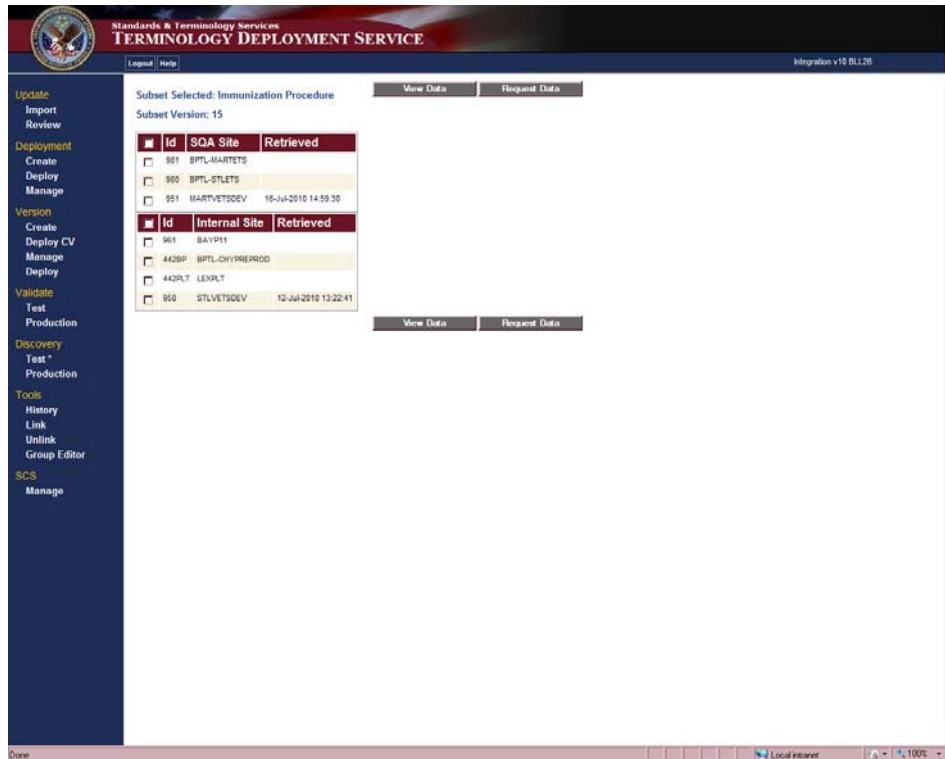 Standards & Terminology Services
TERMINOLOGY DEPLOYMENT SERVICE
Logout Help
Integration v10 BLL26
Update
Import
Review
Deployment
Create
Deploy
Manage
Version
Create
Deploy CV
Manage
Deploy
Validate
Test
Production
Discovery
Test *
Production
Tools
History
Link
Unlink
Group Editor
SCS
Manage
Subset Selected: Immunization Procedure
Subset Version: 15
View Data Request Data
Id SQA Site Retrieved
981 BPTL-MARTETS
980 BPTL-STLETS
951 MARTVETSDEV 16-Jul-2010 14:59:30
Id Internal Site Retrieved
961 BAYP11
442BP BPTL-CHYPREPROD
442PLT LEXPLT
950 STLVETSDEV 12-Jul-2010 13:22:41
View Data Request Data
Done
Local intranet
100%